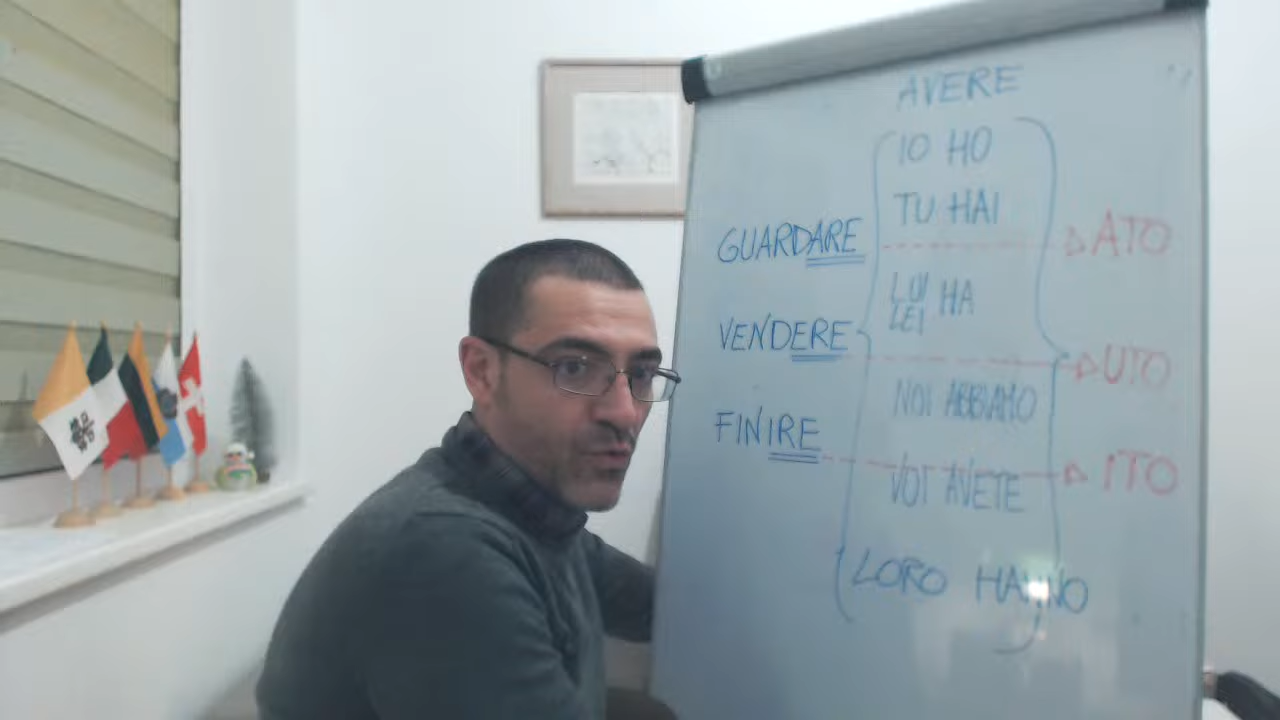 AVERE
IO HO
TU HAI
GUARDARE ATO
LUI
LEI HA
VENDERE UTO
NOI ABBIAMO
FINIRE ITO
VOI AVETE
LORO HANNO